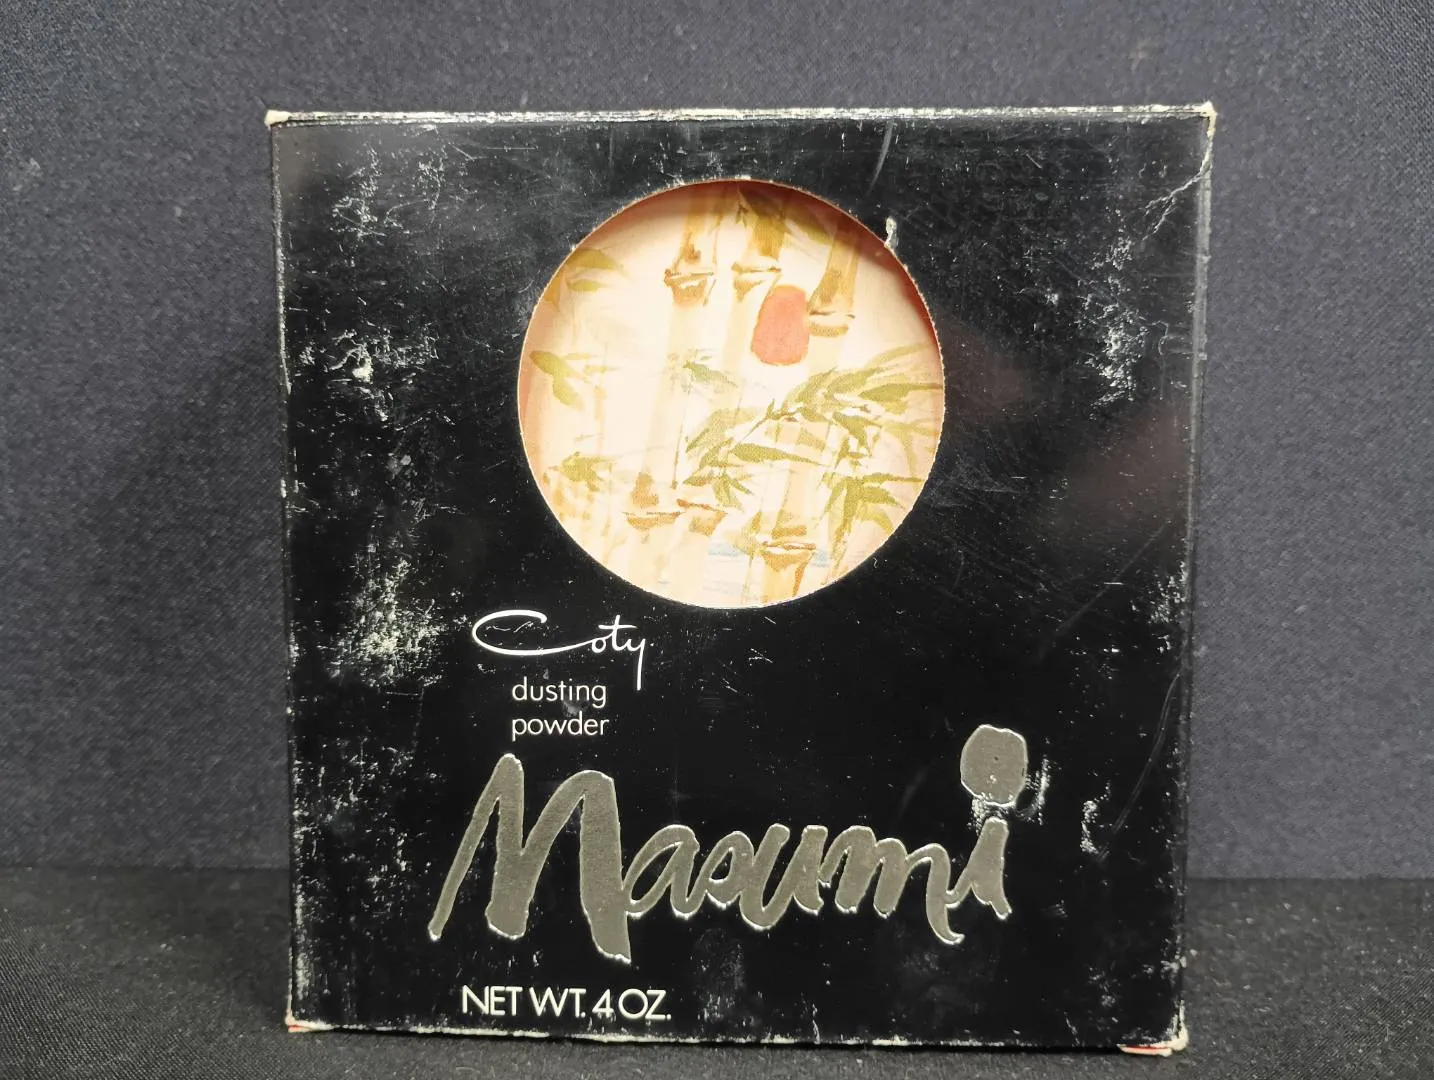 Coty
dusting
powder
Masumi
NET WT. 4 OZ.